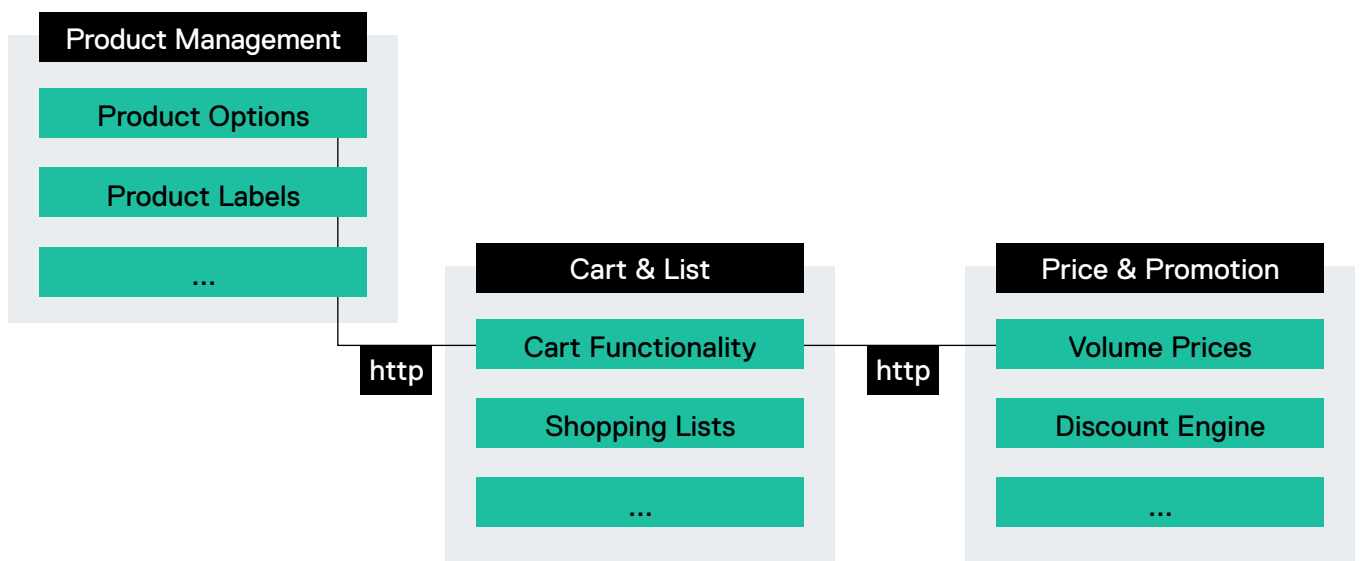 Product Management
Product Options
Product Labels
...
http
Cart & List
Cart Functionality
Shopping Lists
...
http
Price & Promotion
Volume Prices
Discount Engine
...